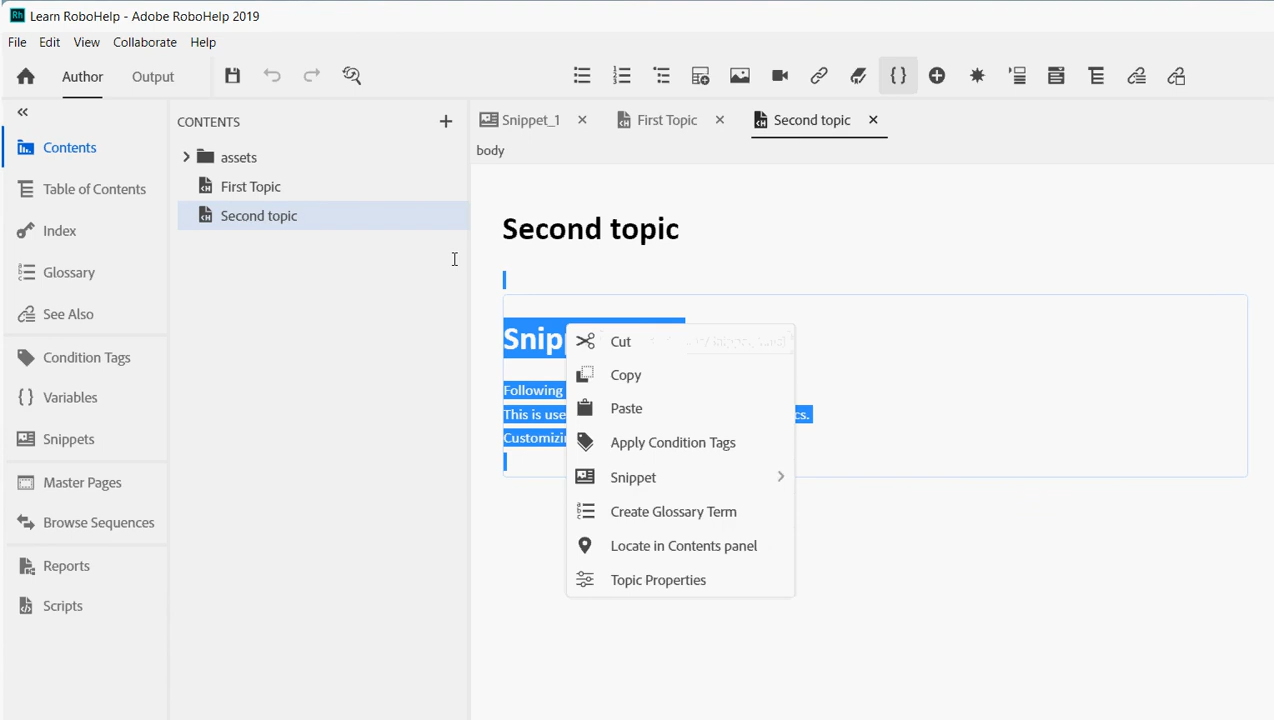 Learn RoboHelp - Adobe RoboHelp 2019
File Edit View Collaborate Help
Author Output
Contents
Table of Contents
Index
Glossary
See Also
Condition Tags
Variables
Snippets
Master Pages
Browse Sequences
Reports
Scripts
CONTENTS
assets
First Topic
Second topic
Snippet_1 First Topic Second topic
body
Second topic
Snipp
Following
This is use cs.
Customizi
Cut
Copy
Paste
Apply Condition Tags
Snippet
Create Glossary Term
Locate in Contents panel
Topic Properties